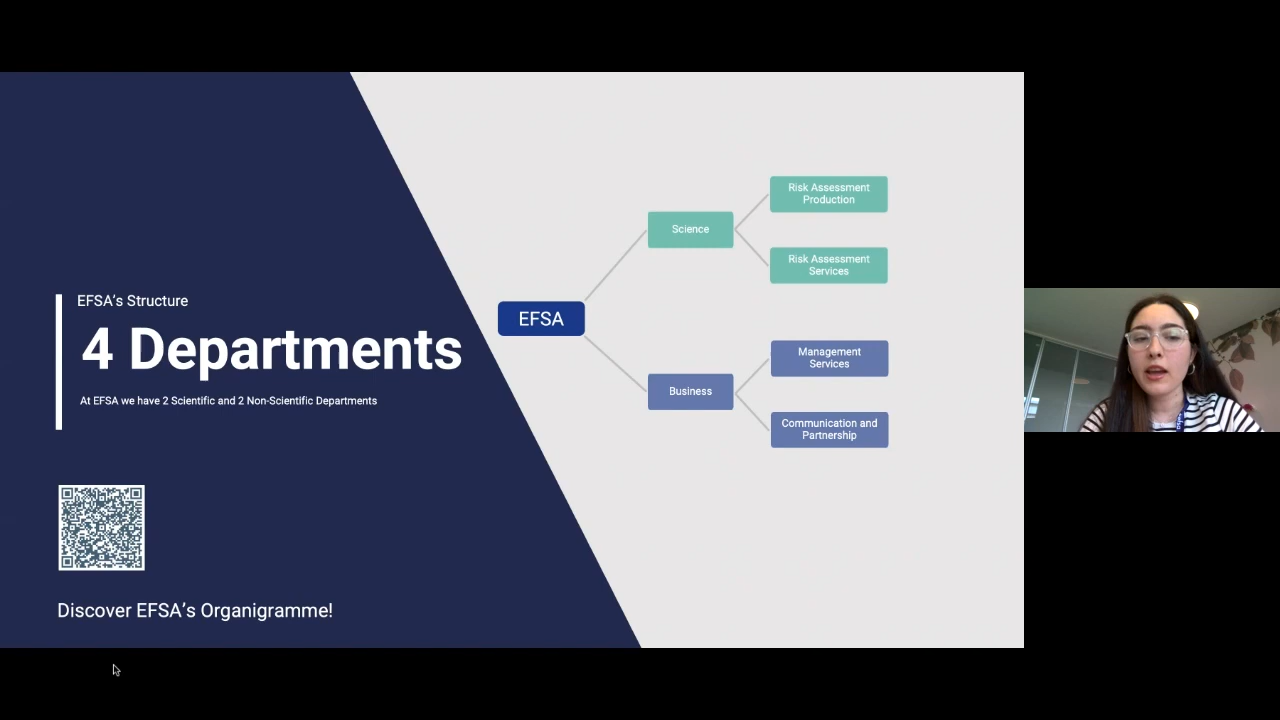 EFSA's Structure
4 Departments
At EFSA we have 2 Scientific and 2 Non-Scientific Departments
Discover EFSA's Organigramme!
EFSA
Science
Risk Assessment
Production
Risk Assessment
Services
Business
Management
Services
Communication and
Partnership